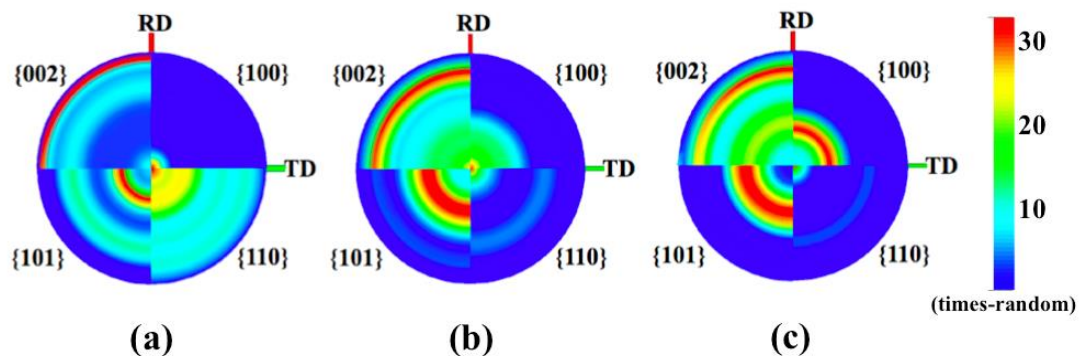 RD RD RD
{002} {100} {002} {100} {002} {100} 30
TD TD TD 20
10
{101} {110} {101} {110} {101} {110}
(times-random)
(a) (b) (c)